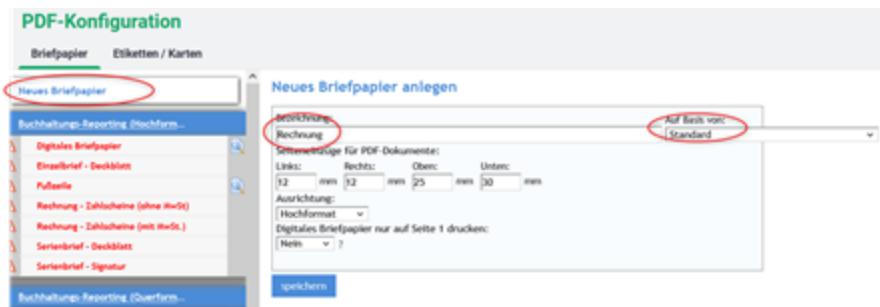 PDF-Konfiguration
Briefpapier Etiketten / Karten
Neues Briefpapier
Buchhaltungs-Reporting (Hochform...
Digitales Briefpapier
Einzelbrief - Deckblatt
Fußzeile
Rechnung - Zahlscheine (ohne MwSt)
Rechnung - Zahlscheine (mit MwSt.)
Serienbrief - Deckblatt
Serienbrief - Signatur
Buchhaltungs-Reporting (Querform...
Neues Briefpapier anlegen
Bezeichnung: Auf Basis von:
Rechnung Standard
Seitenabzüge für PDF-Dokumente:
Links: Rechts: Oben: Unten:
12 mm 12 mm 25 mm 30 mm
Ausrichtung:
Hochformat
Digitales Briefpapier nur auf Seite 1 drucken:
Nein ?
speichern